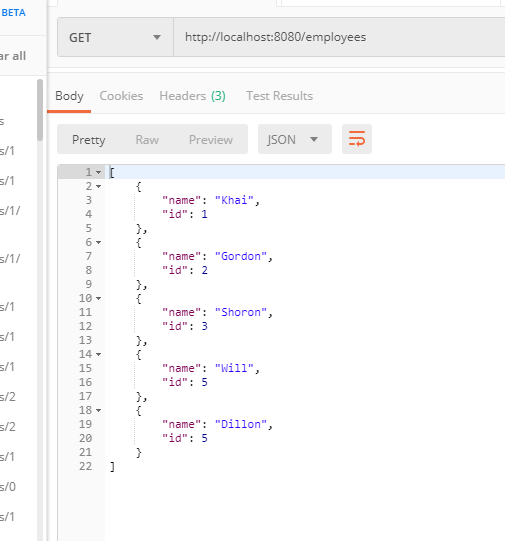 BETA
GET http://localhost:8080/employees
ar all
Body Cookies Headers (3) Test Results
Pretty Raw Preview JSON
s
s/1
s/1
s/1/
s/1/
s/1
s/1
s/1
s/2
s/2
s/1
s/0
s/1
1 [
2 {
3 "name": "Khai",
4 "id": 1
5 },
6 {
7 "name": "Gordon",
8 "id": 2
9 },
10 {
11 "name": "Shoron",
12 "id": 3
13 },
14 {
15 "name": "Will",
16 "id": 5
17 },
18 {
19 "name": "Dillon",
20 "id": 5
21 }
22 ]